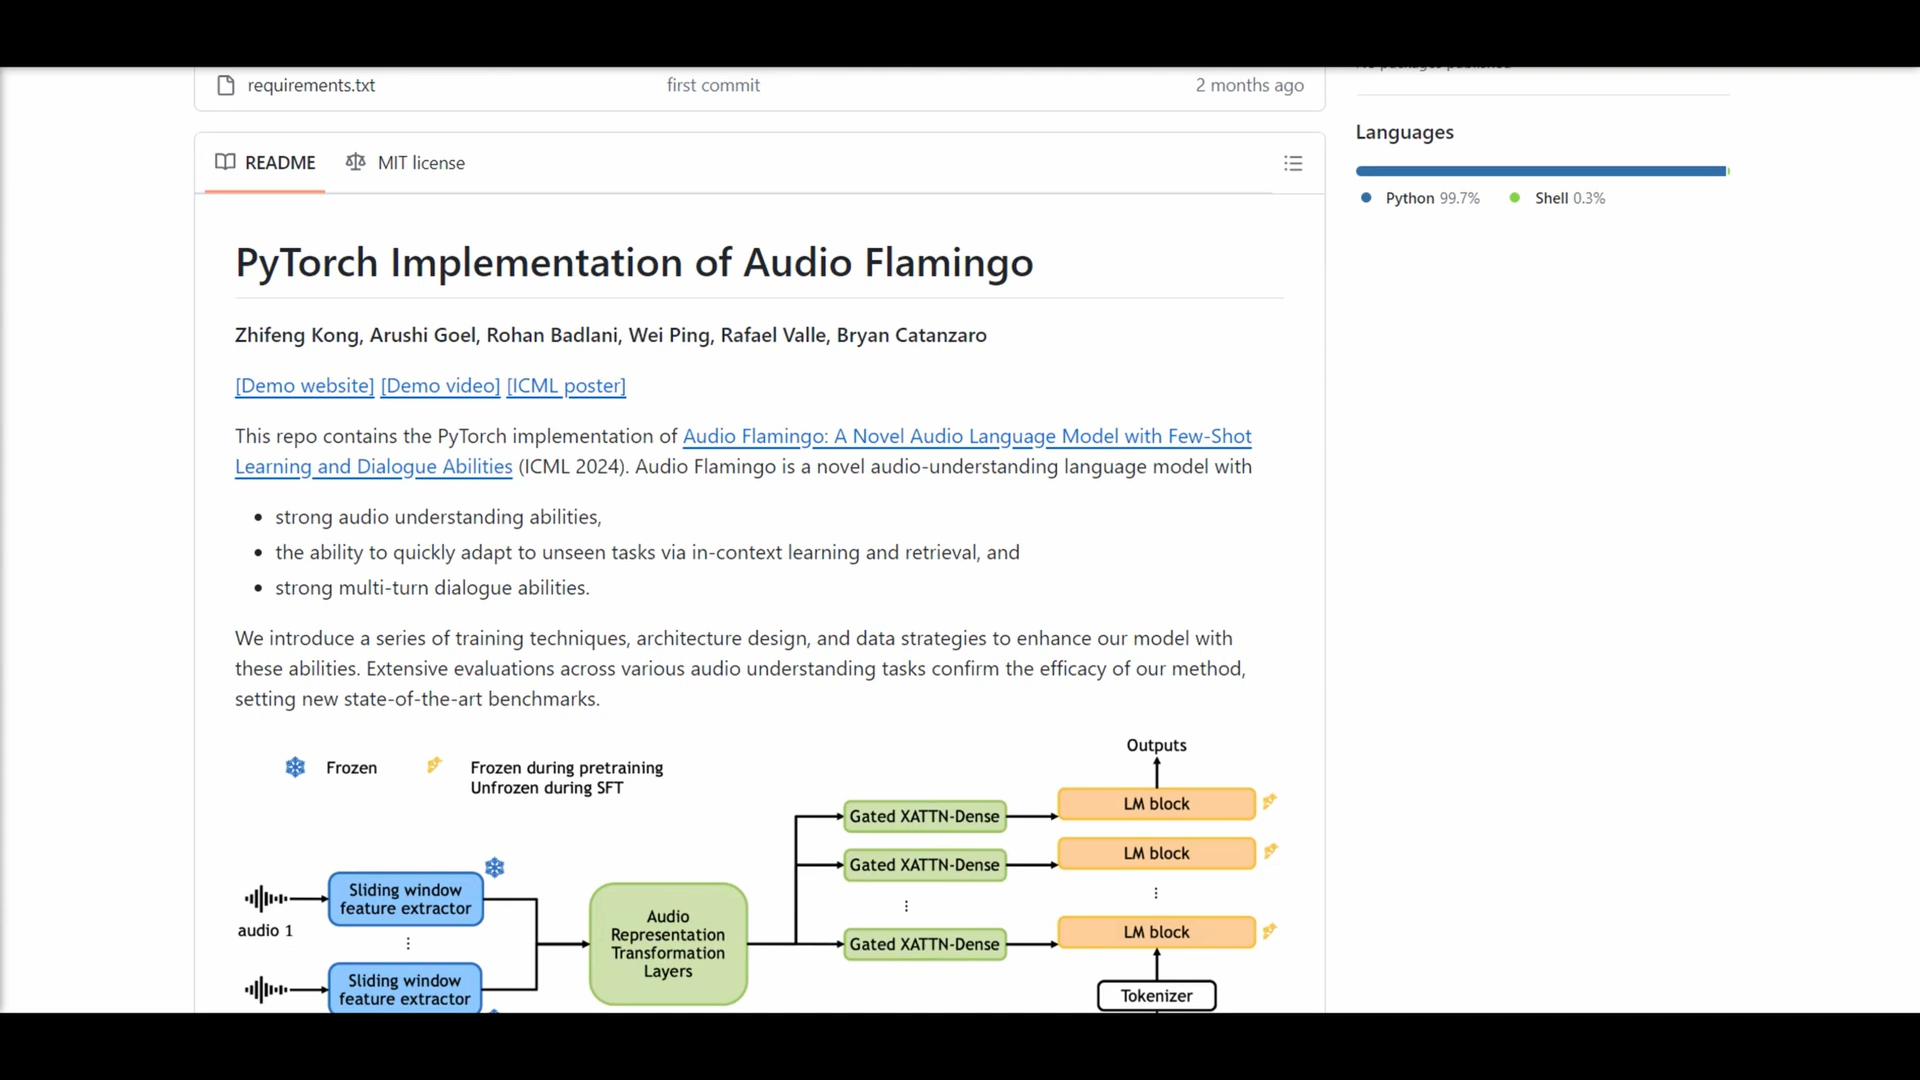 requirements.txt first commit 2 months ago
Languages
README MIT license
Python 99.7% Shell 0.3%
PyTorch Implementation of Audio Flamingo
Zhifeng Kong, Arushi Goel, Rohan Badlani, Wei Ping, Rafael Valle, Bryan Catanzaro
[Demo website] [Demo video] [ICML poster]
This repo contains the PyTorch implementation of Audio Flamingo: A Novel Audio Language Model with Few-Shot
Learning and Dialogue Abilities (ICML 2024). Audio Flamingo is a novel audio-understanding language model with
• strong audio understanding abilities,
• the ability to quickly adapt to unseen tasks via in-context learning and retrieval, and
• strong multi-turn dialogue abilities.
We introduce a series of training techniques, architecture design, and data strategies to enhance our model with
these abilities. Extensive evaluations across various audio understanding tasks confirm the efficacy of our method,
setting new state-of-the-art benchmarks.
Frozen
Frozen during pretraining
Unfrozen during SFT
Outputs
Gated XATTN-Dense
LM block
Gated XATTN-Dense
LM block
Gated XATTN-Dense
LM block
Tokenizer
Sliding window
feature extractor
audio 1
Sliding window
feature extractor
Audio
Representation
Transformation
Layers